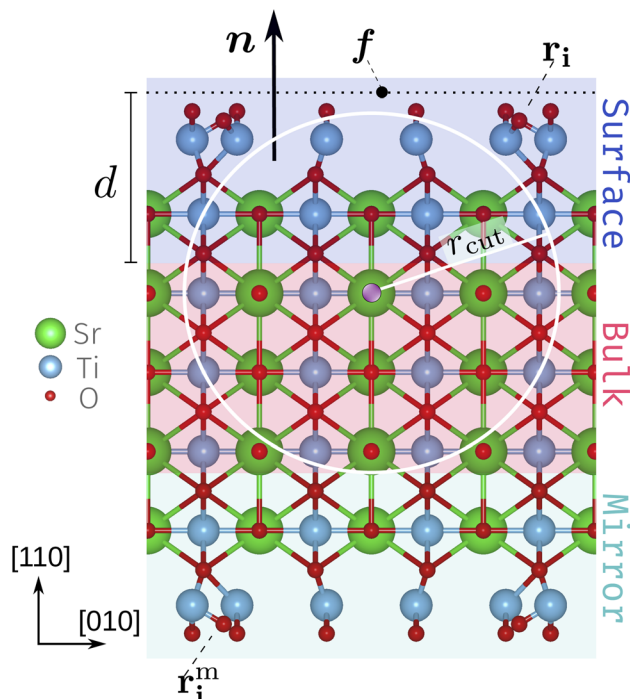 n
f
r_i
d
r_cut
Surface
Bulk
Mirror
Sr
Ti
O
[110]
[010]
r_i^m